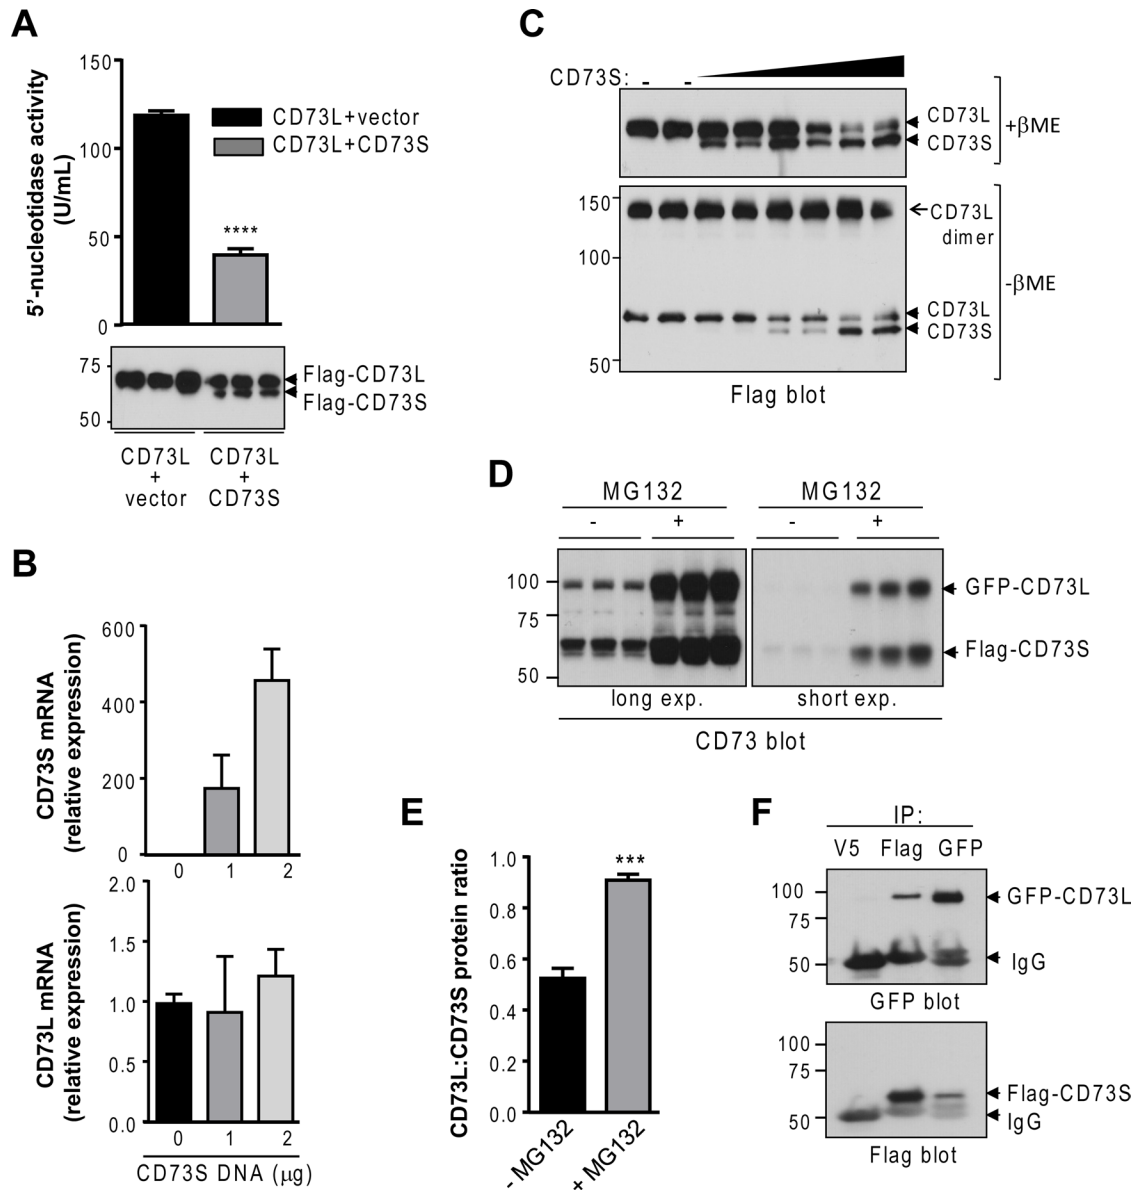 A
150
100
50
0
5'-nucleotidase activity
(U/mL)
CD73L+vector
CD73L+CD73S
****
75
50
Flag-CD73L
Flag-CD73S
CD73L
+
vector
CD73L
+
CD73S
B
600
400
200
0
CD73S mRNA
(relative expression)
0 1 2
2.0
1.5
1.0
0.5
0.0
CD73L mRNA
(relative expression)
0 1 2
CD73S DNA (µg)
C
CD73S: - -
CD73L
CD73S
+βME
150
100
50
CD73L
dimer
CD73L
CD73S
-βME
Flag blot
D
MG132 MG132
- + - +
100
75
50
GFP-CD73L
Flag-CD73S
long exp. short exp.
CD73 blot
E
1.0
0.8
0.6
0.4
0.2
0.0
CD73L:CD73S protein ratio
***
- MG132
+ MG132
F
IP:
V5 Flag GFP
100
75
50
GFP-CD73L
IgG
GFP blot
100
75
50
Flag-CD73S
IgG
Flag blot